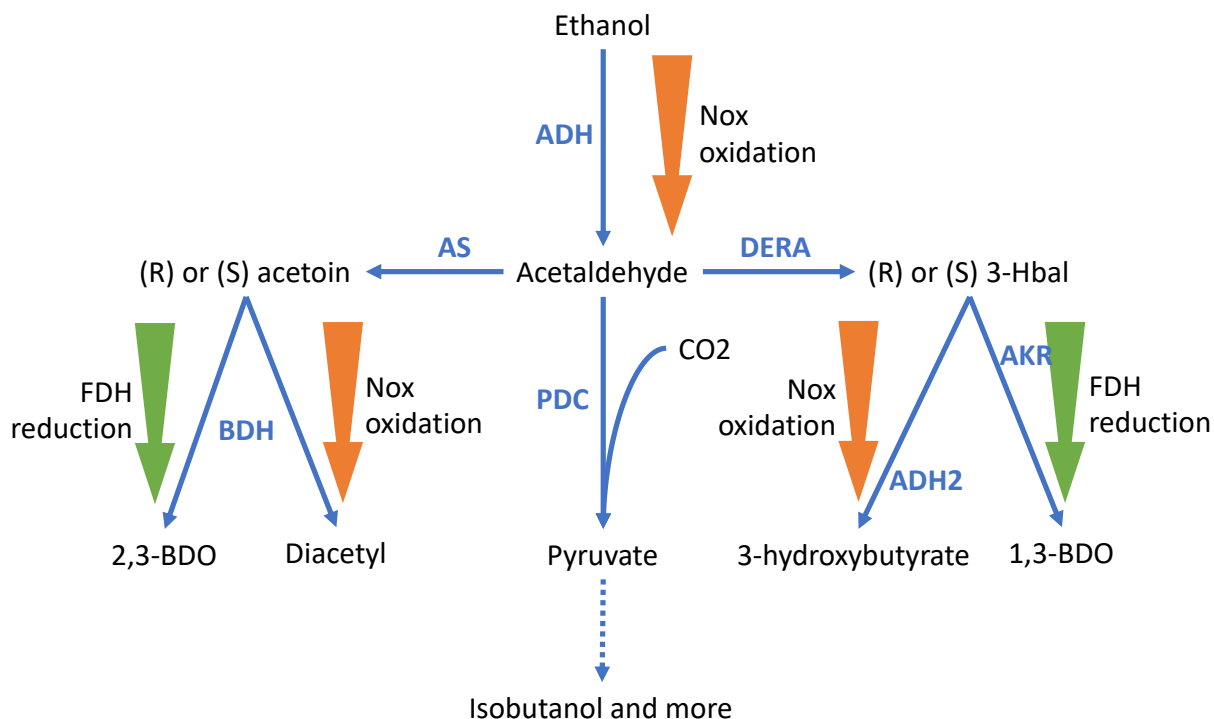 Ethanol
ADH
Nox
oxidation
AS
DERA
(R) or (S) acetoin
Acetaldehyde
(R) or (S) 3-Hbal
FDH
reduction
BDH
Nox
oxidation
PDC
CO2
Nox
oxidation
ADH2
AKR
FDH
reduction
2,3-BDO
Diacetyl
Pyruvate
3-hydroxybutyrate
1,3-BDO
Isobutanol and more